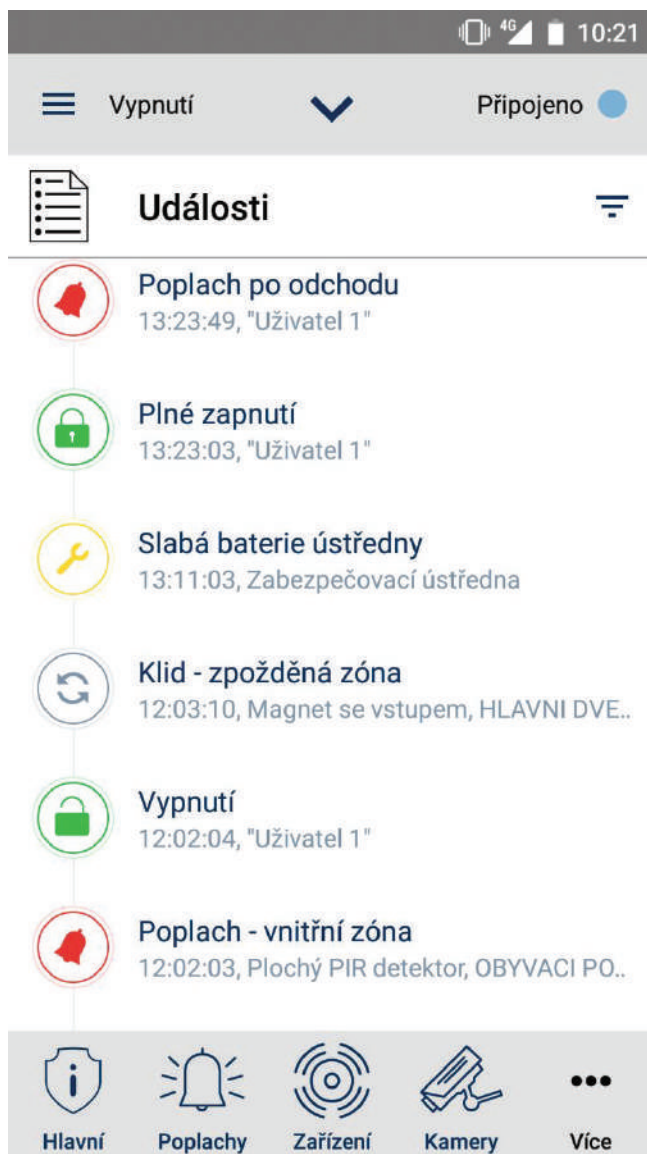 4G 10:21
Vypnutí Připojeno
Události
Poplach po odchodu
13:23:49, "Uživatel 1"
Plné zapnutí
13:23:03, "Uživatel 1"
Slabá baterie ústředny
13:11:03, Zabezpečovací ústředna
Klid - zpožděná zóna
12:03:10, Magnet se vstupem, HLAVNI DVE..
Vypnutí
12:02:04, "Uživatel 1"
Poplach - vnitřní zóna
12:02:03, Plochý PIR detektor, OBYVACI PO..
Hlavní Poplachy Zařízení Kamery Více